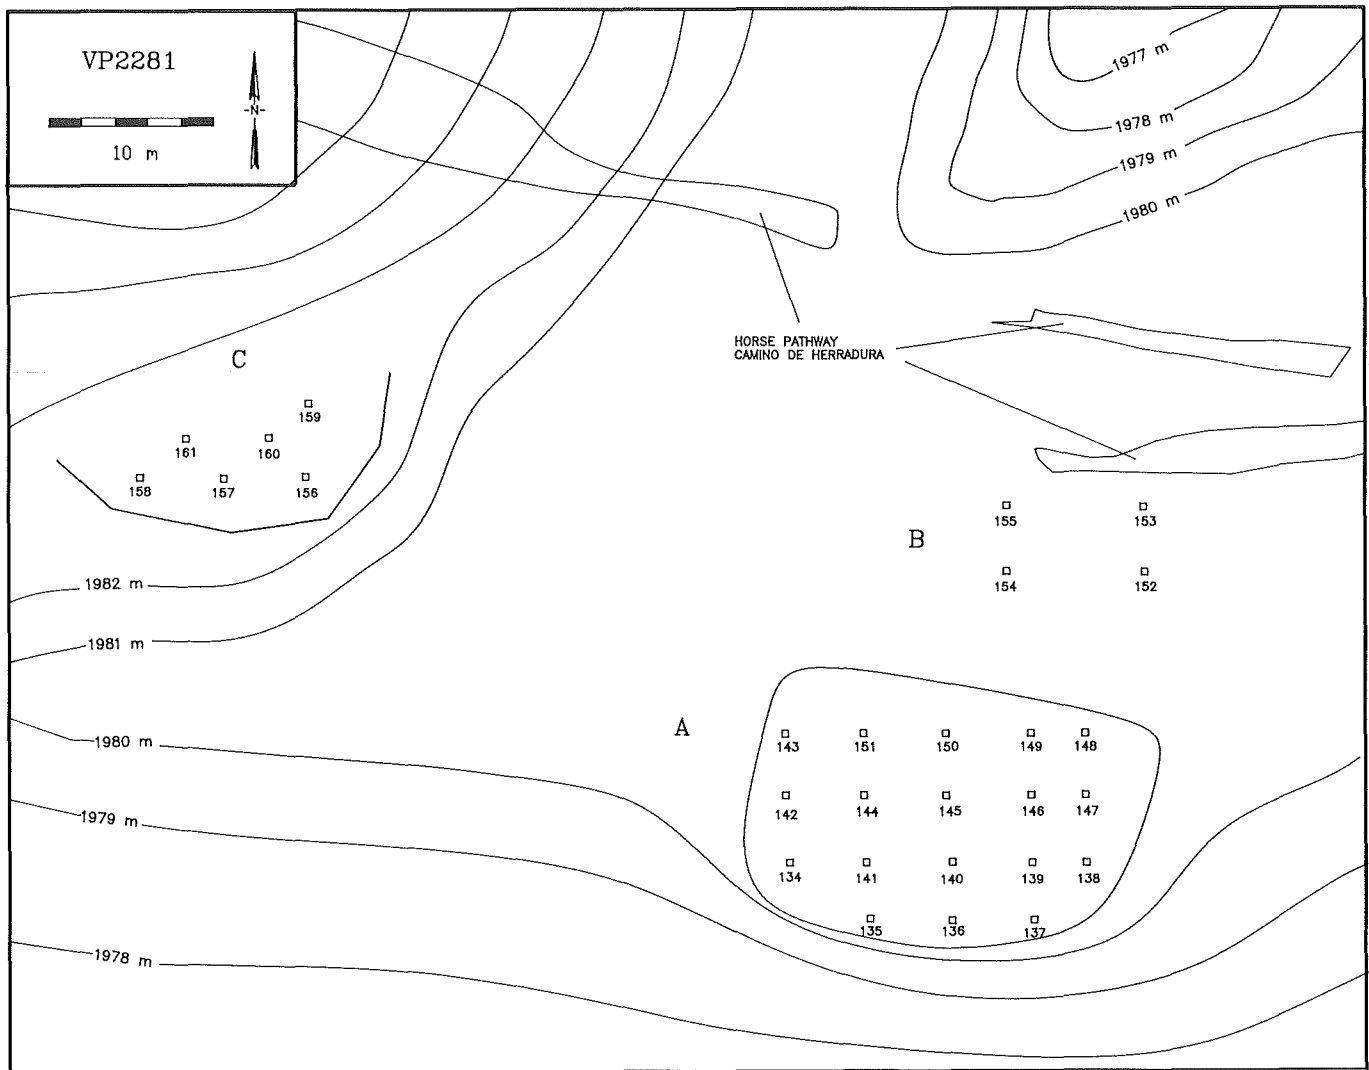 VP2281
-N-
10 m
1977 m
1978 m
1979 m
1980 m
HORSE PATHWAY
CAMINO DE HERRADURA
C
159
161 160
158 157 156
155 153
B
154 152
1982 m
1981 m
A
1980 m
143 151 150 149 148
1979 m
142 144 145 146 147
134 141 140 139 138
135 136 137
1978 m